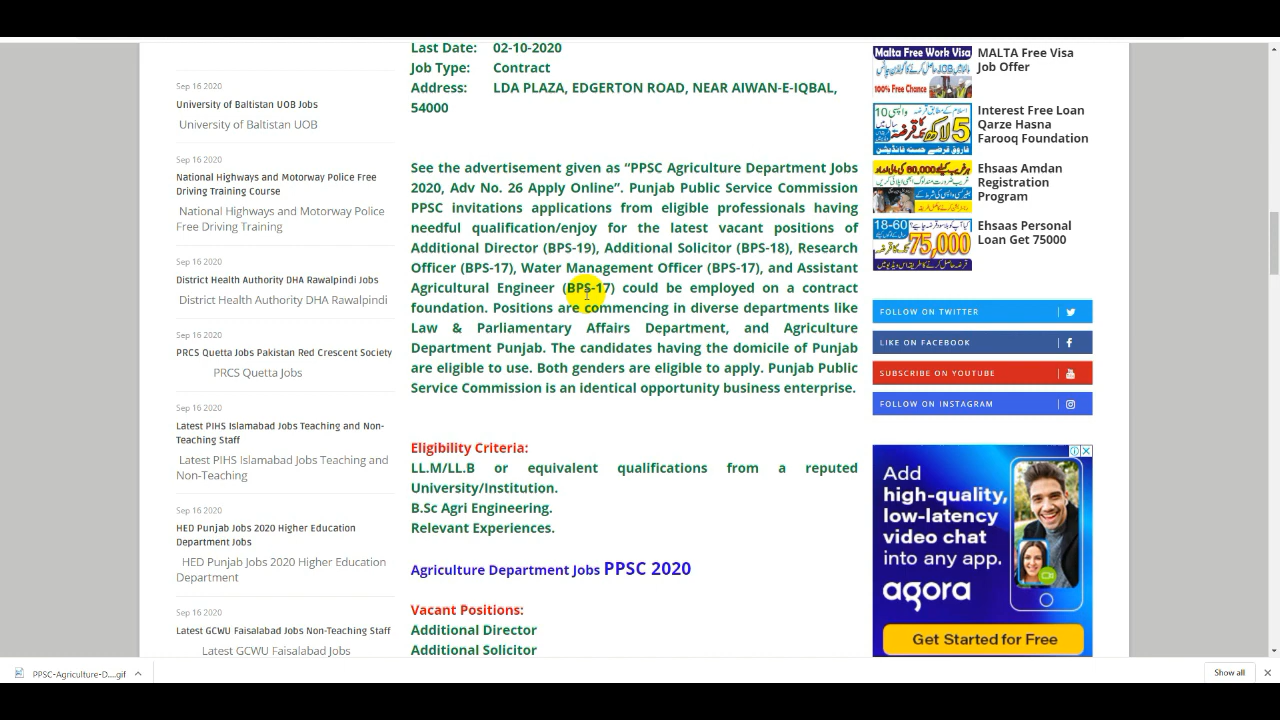 Sep 16 2020
University of Baltistan UOB Jobs
University of Baltistan UOB
Sep 16 2020
National Highways and Motorway Police Free
Driving Training Course
National Highways and Motorway Police
Free Driving Training
Sep 16 2020
District Health Authority DHA Rawalpindi Jobs
District Health Authority DHA Rawalpindi
Sep 16 2020
PRCS Quetta Jobs Pakistan Red Crescent Society
PRCS Quetta Jobs
Sep 16 2020
Latest PIHS Islamabad Jobs Teaching and Non-
Teaching Staff
Latest PIHS Islamabad Jobs Teaching and
Non-Teaching
Sep 16 2020
HED Punjab Jobs 2020 Higher Education
Department Jobs
HED Punjab Jobs 2020 Higher Education
Department
Sep 16 2020
Latest GCWU Faisalabad Jobs Non-Teaching Staff
Latest GCWU Faisalabad Jobs
Last Date: 02-10-2020
Job Type: Contract
Address: LDA PLAZA, EDGERTON ROAD, NEAR AIWAN-E-IQBAL,
54000
See the advertisement given as “PPSC Agriculture Department Jobs
2020, Adv No. 26 Apply Online”. Punjab Public Service Commission
PPSC invitations applications from eligible professionals having
needful qualification/enjoy for the latest vacant positions of
Additional Director (BPS-19), Additional Solicitor (BPS-18), Research
Officer (BPS-17), Water Management Officer (BPS-17), and Assistant
Agricultural Engineer (BPS-17) could be employed on a contract
foundation. Positions are commencing in diverse departments like
Law & Parliamentary Affairs Department, and Agriculture
Department Punjab. The candidates having the domicile of Punjab
are eligible to use. Both genders are eligible to apply. Punjab Public
Service Commission is an identical opportunity business enterprise.
Eligibility Criteria:
LL.M/LL.B or equivalent qualifications from a reputed
University/Institution.
B.Sc Agri Engineering.
Relevant Experiences.
Agriculture Department Jobs PPSC 2020
Vacant Positions:
Additional Director
Additional Solicitor
Malta Free Work Visa
100% Free Chance
MALTA Free Visa
Job Offer
10
5
Interest Free Loan
Qarze Hasna
Farooq Foundation
Ehsaas Amdan
Registration
Program
18-60
75,000
Ehsaas Personal
Loan Get 75000
FOLLOW ON TWITTER
LIKE ON FACEBOOK
SUBSCRIBE ON YOUTUBE
FOLLOW ON INSTAGRAM
Add
high-quality,
low-latency
video chat
into any app.
agora
Get Started for Free
PPSC-Agriculture-D....gif
Show all